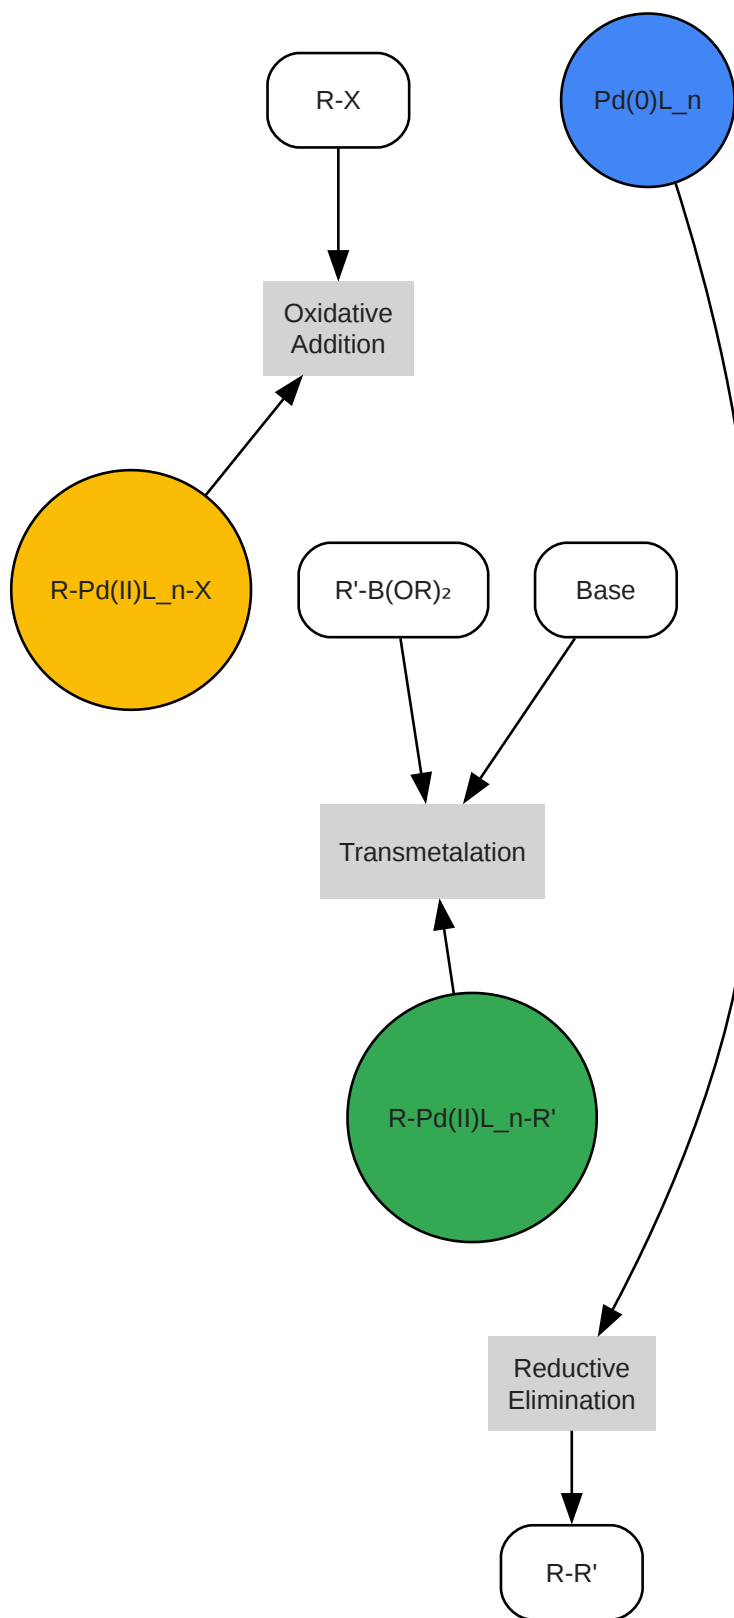 R-X
Pd(0)L_n
Oxidative
Addition
R-Pd(II)L_n-X
R'-B(OR)₂
Base
Transmetalation
R-Pd(II)L_n-R'
Reductive
Elimination
R-R'